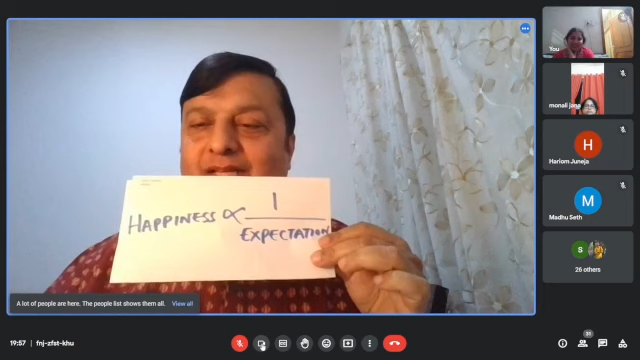 You
monali jana
H
Hariom Juneja
M
Madhu Seth
S
26 others
1
HAPPINESS ∝
EXPECTATION
A lot of people are here. The people list shows them all. View all
19:57 | fnj-zfst-khu
31